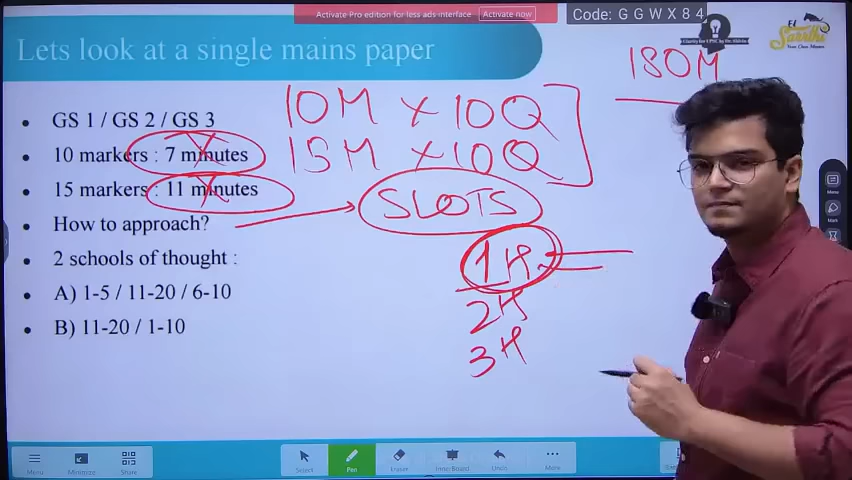 Activate Pro edition for less ads-interface Activate now
Code: G G W X 8 4
Lets look at a single mains paper
180M
GS 1 / GS 2 / GS 3
10 markers : 7 minutes
15 markers : 11 minutes
How to approach?
2 schools of thought :
A) 1-5 / 11-20 / 6-10
B) 11-20 / 1-10
10M × 10Q
15M × 10Q
SLOTS
1H
2H
3H
Menu Minimize Share Select Pen Eraser InnerBoard Undo More
Menu
Mark